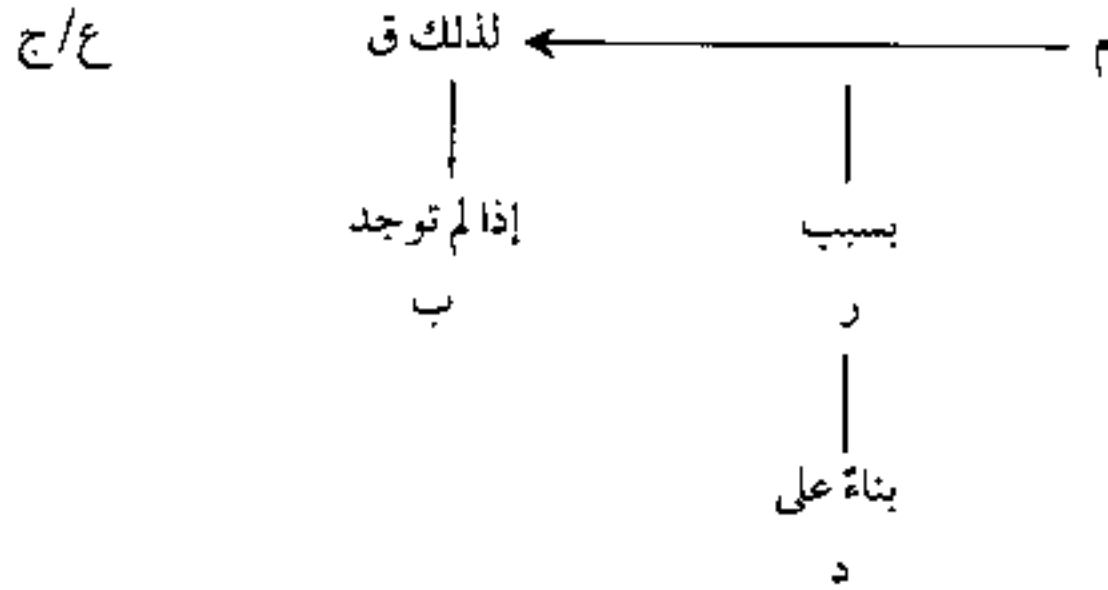 م لذلك ق ع/ج
بسبب إذا لم توجد
ر ب
بناءً على
د